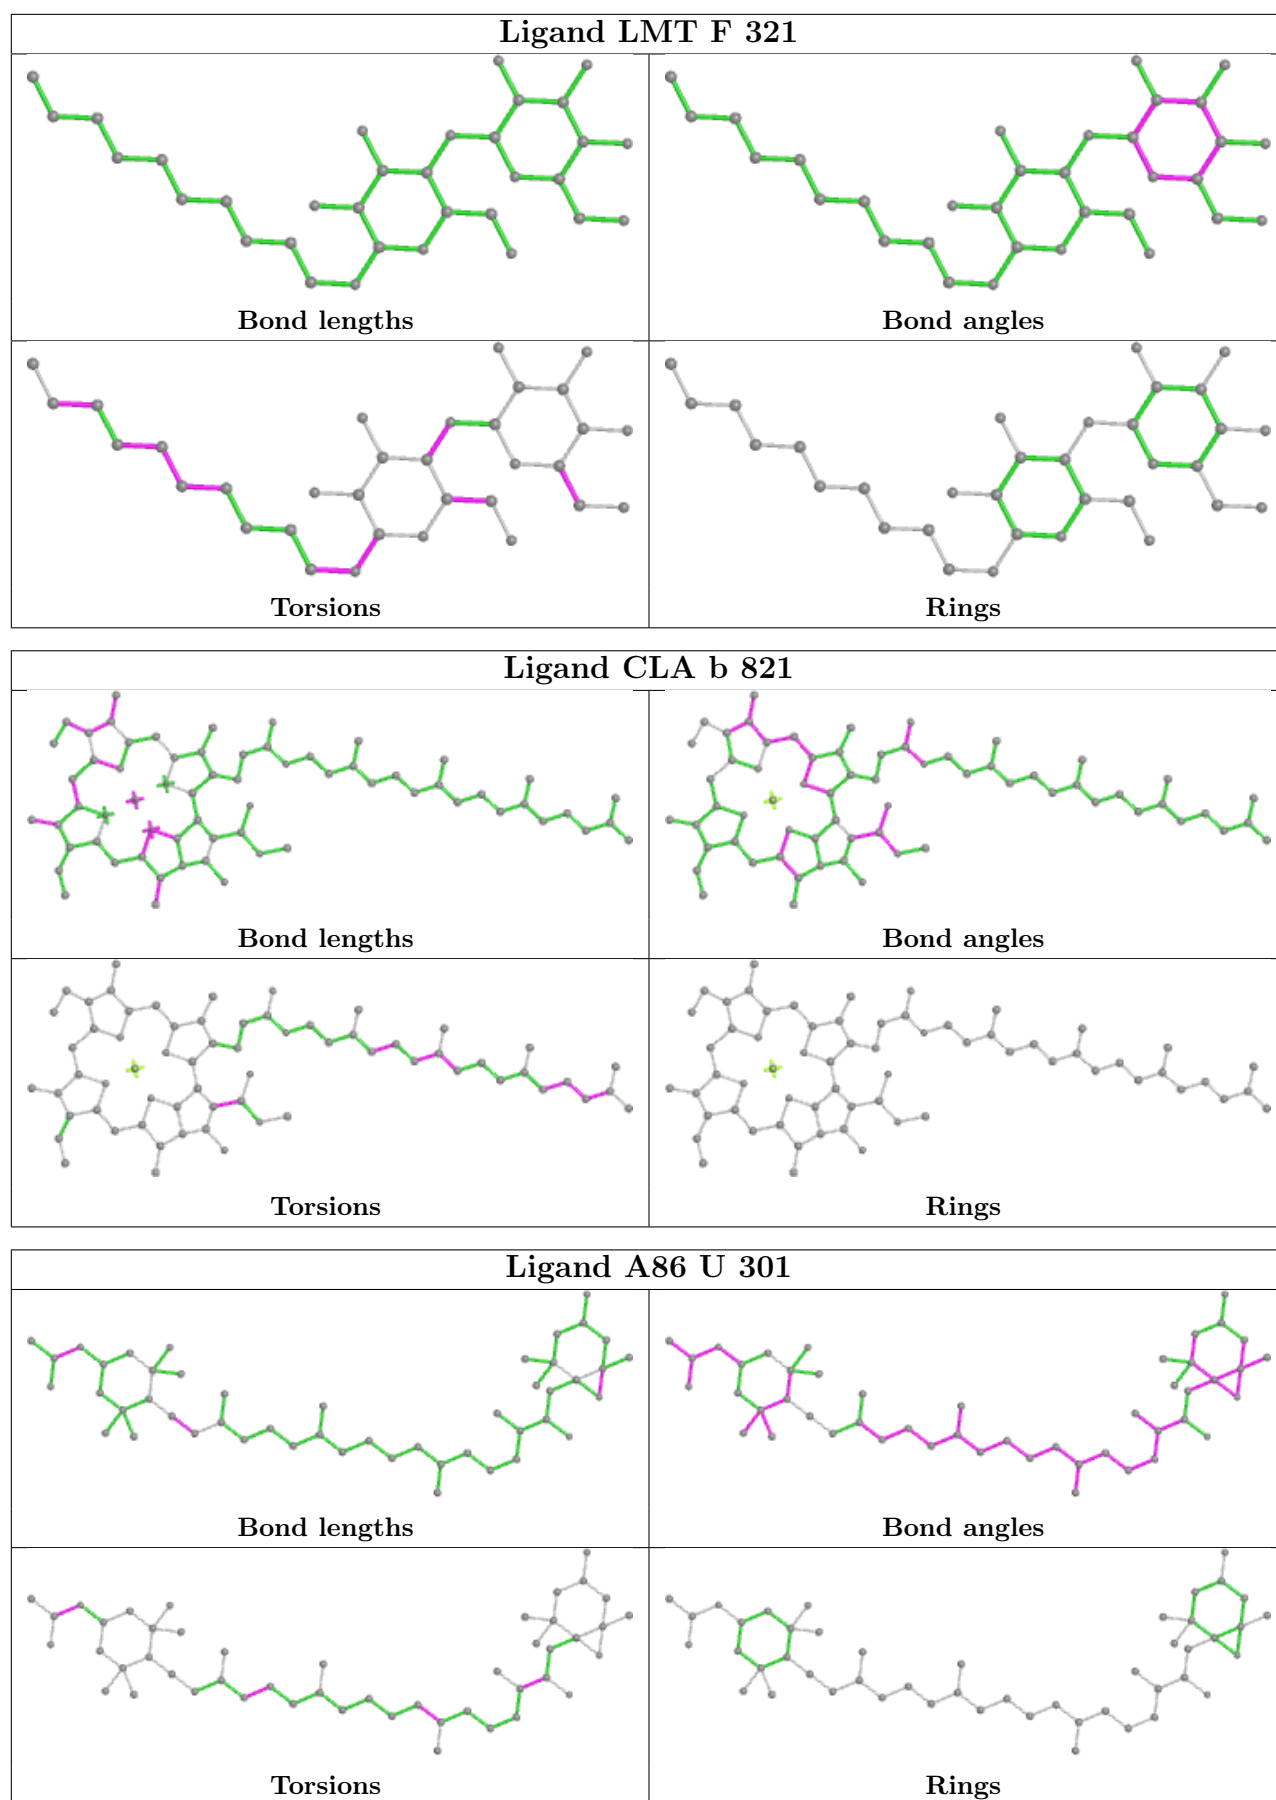 Ligand LMT F 321
Bond lengths
Bond angles
Torsions
Rings
Ligand CLA b 821
Bond lengths
Bond angles
Torsions
Rings
Ligand A86 U 301
Bond lengths
Bond angles
Torsions
Rings